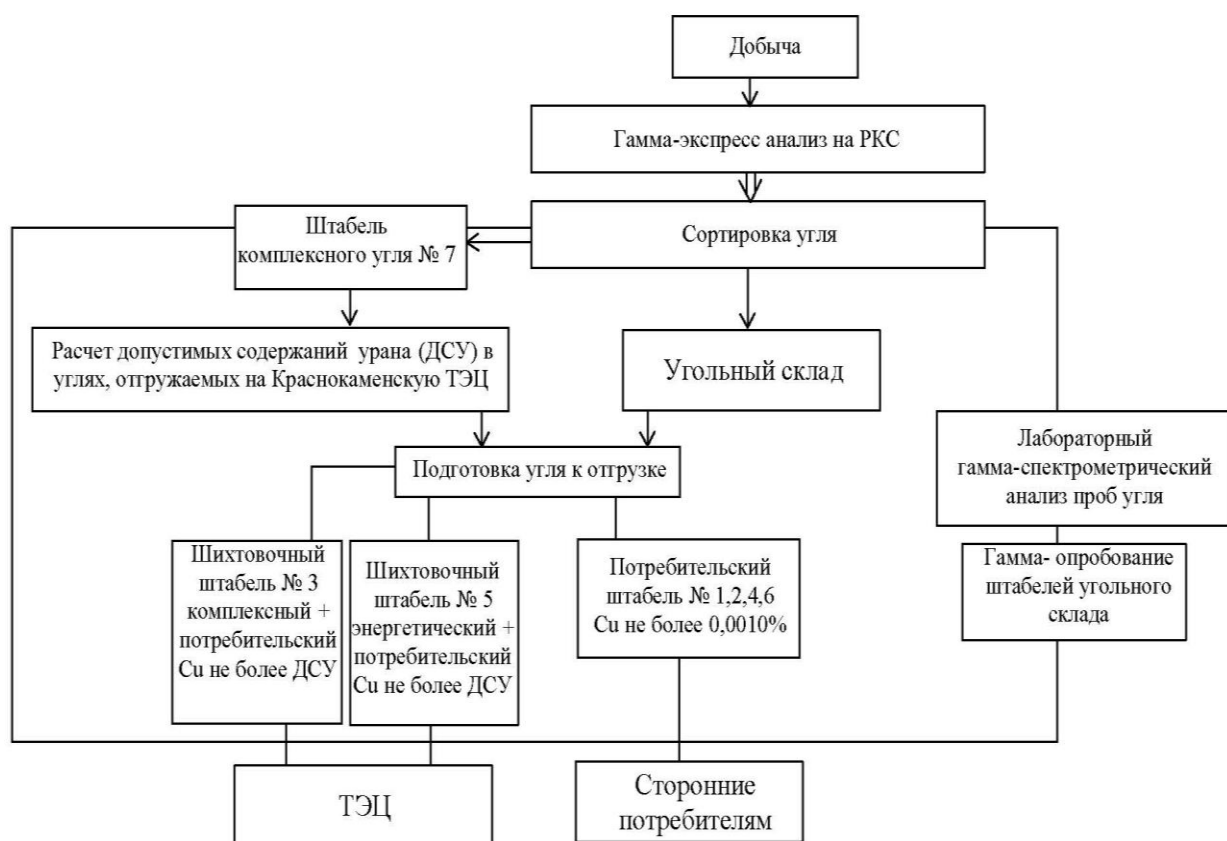 Добыча
Гамма-экспресс анализ на РКС
Штабель
комплексного угля № 7
Сортировка угля
Расчет допустимых содержаний урана (ДСУ) в
углях, отгружаемых на Краснокаменскую ТЭЦ
Угольный склад
Лабораторный
гамма-спектрометрический
анализ проб угля
Подготовка угля к отгрузке
Шихтовочный
штабель № 3
комплексный +
потребительский
Cu не более ДСУ
Шихтовочный
штабель № 5
энергетический +
потребительский
Cu не более ДСУ
Потребительский
штабель № 1,2,4,6
Cu не более 0,0010%
Гамма- опробование
штабелей угольного
склада
ТЭЦ
Сторонние
потребителям